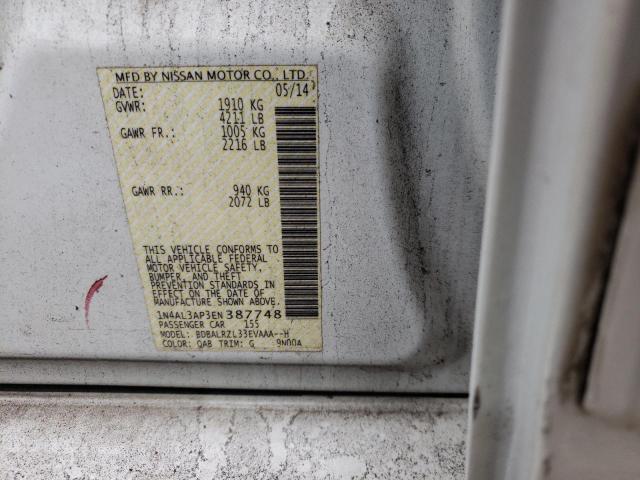 MFD BY NISSAN MOTOR CO., LTD.
DATE: 05/14
GVWR: 1910 KG
4211 LB
GAWR FR.: 1005 KG
2216 LB
GAWR RR.: 940 KG
2072 LB
THIS VEHICLE CONFORMS TO
ALL APPLICABLE FEDERAL
MOTOR VEHICLE SAFETY,
BUMPER, AND THEFT
PREVENTION STANDARDS IN
EFFECT ON THE DATE OF
MANUFACTURE SHOWN ABOVE.
1N4AL3AP3EN387748
PASSENGER CAR 155
MODEL: BDBALRZL33EVAAA--H
COLOR: QAB TRIM: G 9N00A